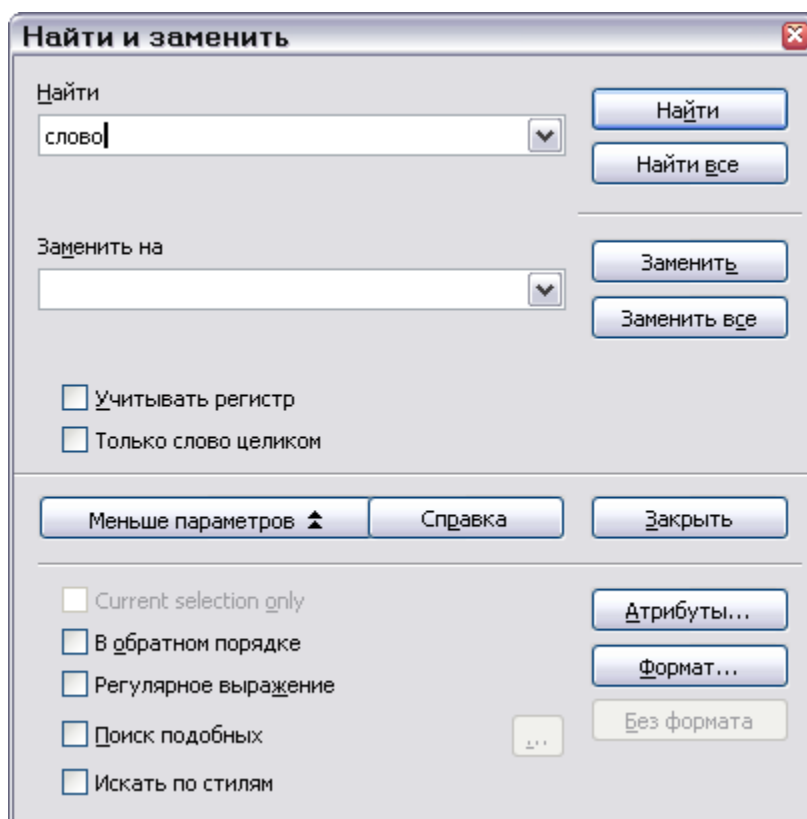 Найти и заменить
Найти
слово
Найти
Найти все
Заменить на
Заменить
Заменить все
Учитывать регистр
Только слово целиком
Меньше параметров
Справка
Закрыть
Current selection only
В обратном порядке
Регулярное выражение
Поиск подобных
...
Искать по стилям
Атрибуты...
Формат...
Без формата